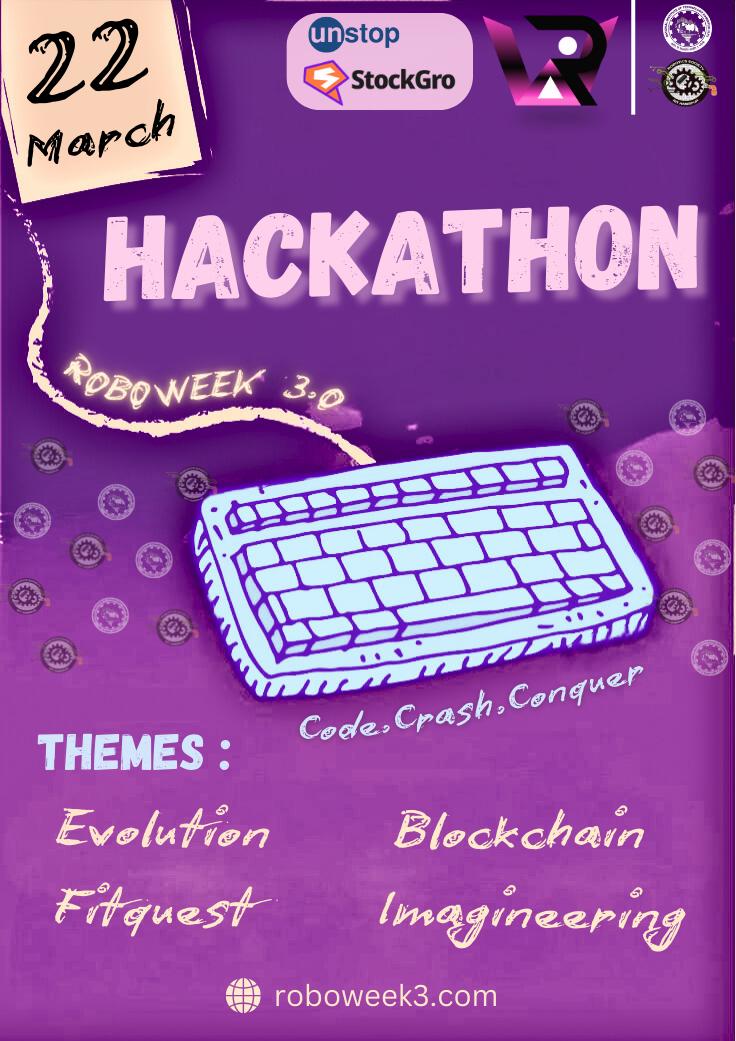 22
March
unstop
StockGro
HACKATHON
ROBOWEEK 3.0
Code.Crash.Conquer
THEMES :
Evolution
Blockchain
Fitquest
Imagineering
roboweek3.com